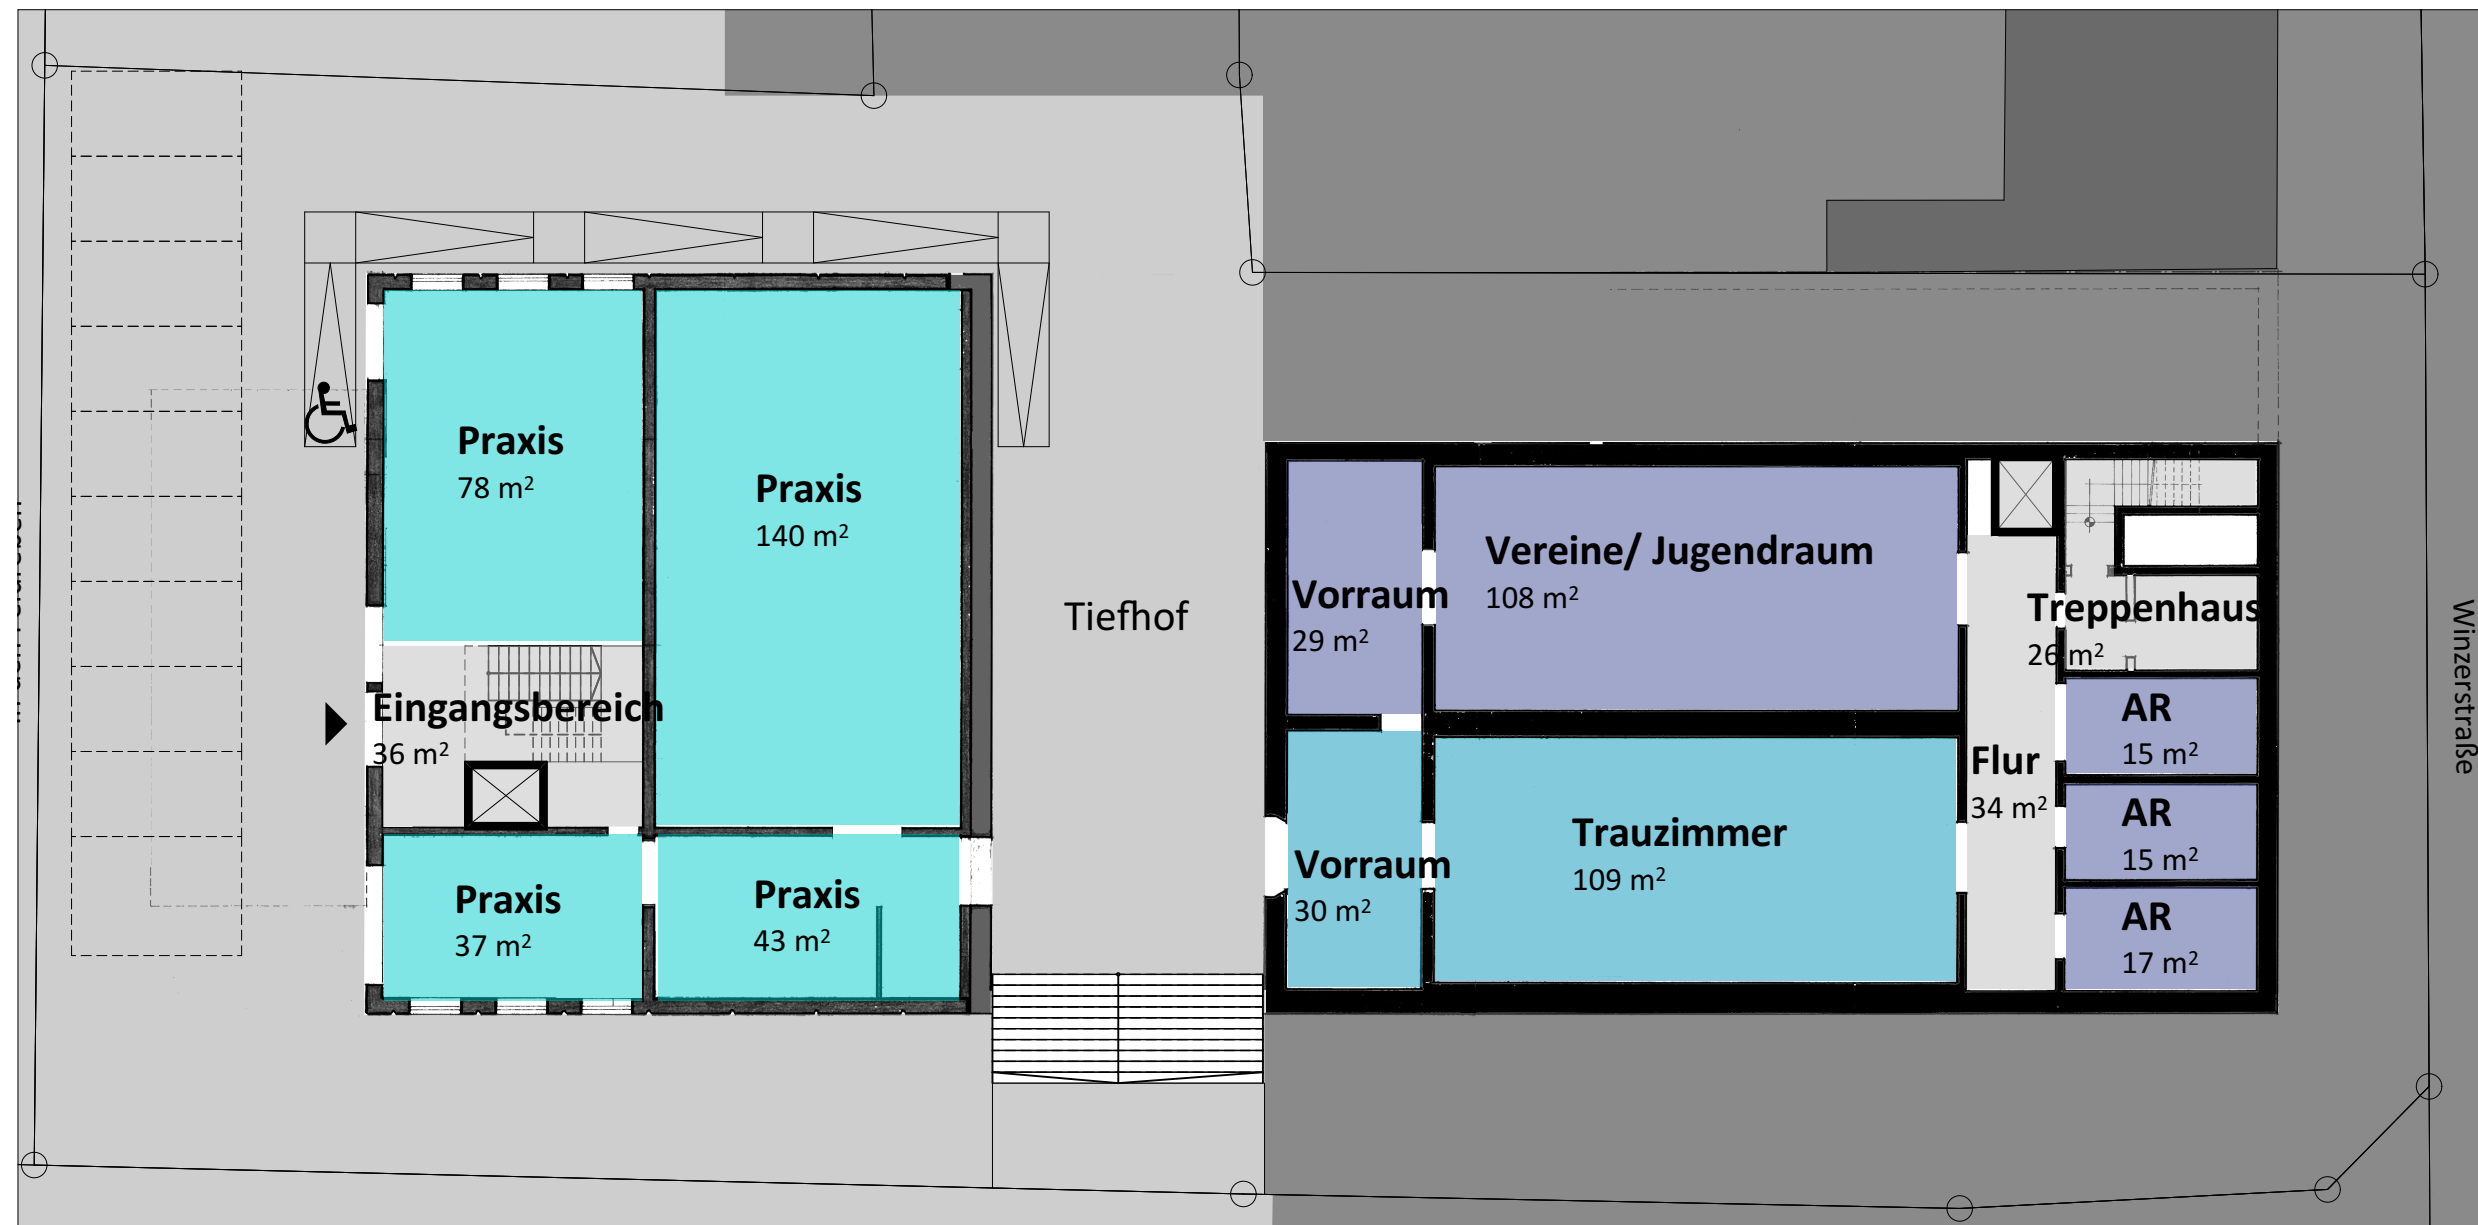 Praxis
78 m²
Praxis
140 m²
Eingangsbereich
36 m²
Praxis
37 m²
Praxis
43 m²
Tiefhof
Vorraum
29 m²
Vereine/ Jugendraum
108 m²
Vorraum
30 m²
Trauzimmer
109 m²
Flur
34 m²
Treppenhaus
26 m²
AR
15 m²
AR
15 m²
AR
17 m²
Winzerstraße